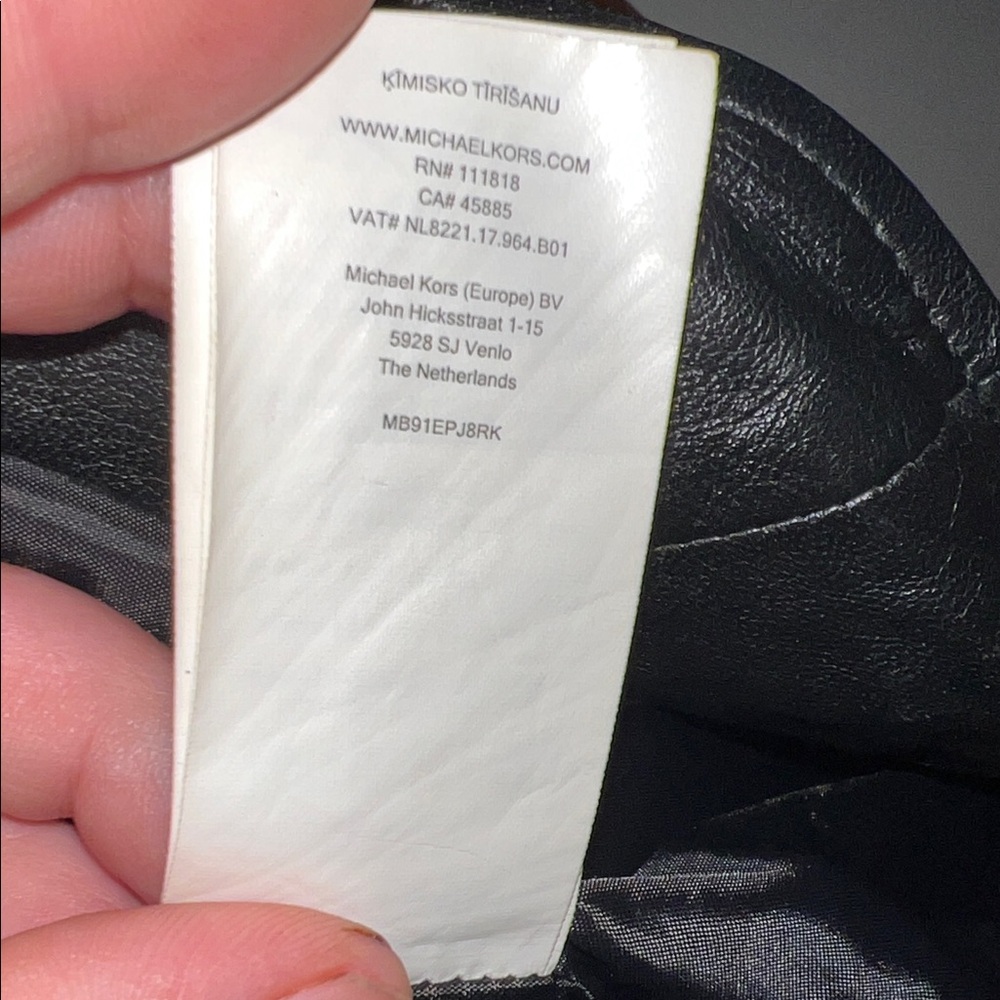 ĶĪMISKO TĪRĪŠANU
WWW.MICHAELKORS.COM
RN# 111818
CA# 45885
VAT# NL8221.17.964.B01
Michael Kors (Europe) BV
John Hicksstraat 1-15
5928 SJ Venlo
The Netherlands
MB91EPJ8RK